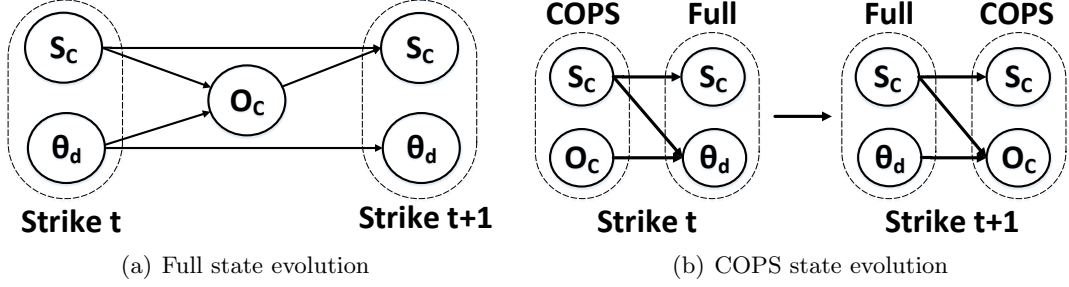 COPS Full Full COPS
S_C S_C S_C S_C S_C S_C
O_C
θ_d θ_d O_C θ_d θ_d O_C
Strike t Strike t+1 Strike t Strike t+1
(a) Full state evolution
(b) COPS state evolution